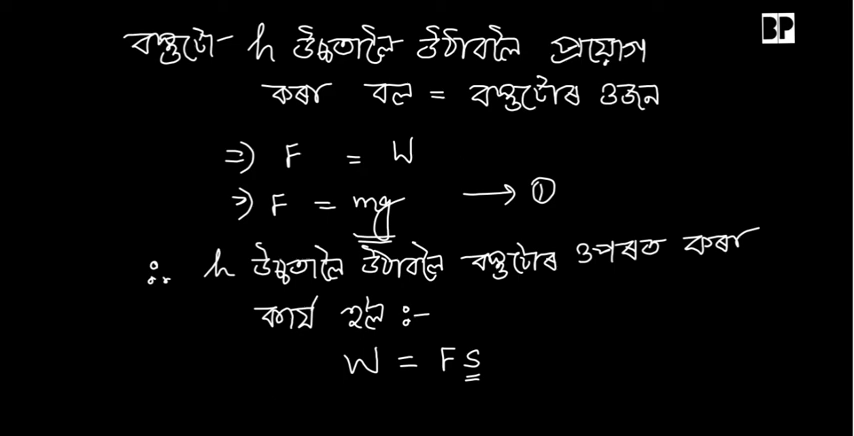 BP
বস্তুটো h উচ্চতালৈ উঠাবলৈ প্ৰয়োগ
কৰা বল = বস্তুটোৰ ওজন
=> F = W
=> F = mg → ①
∴ h উচ্চতালৈ উঠাবলৈ বস্তুটোৰ ওপৰত কৰা
কাৰ্য হ'ল :-
W = FS